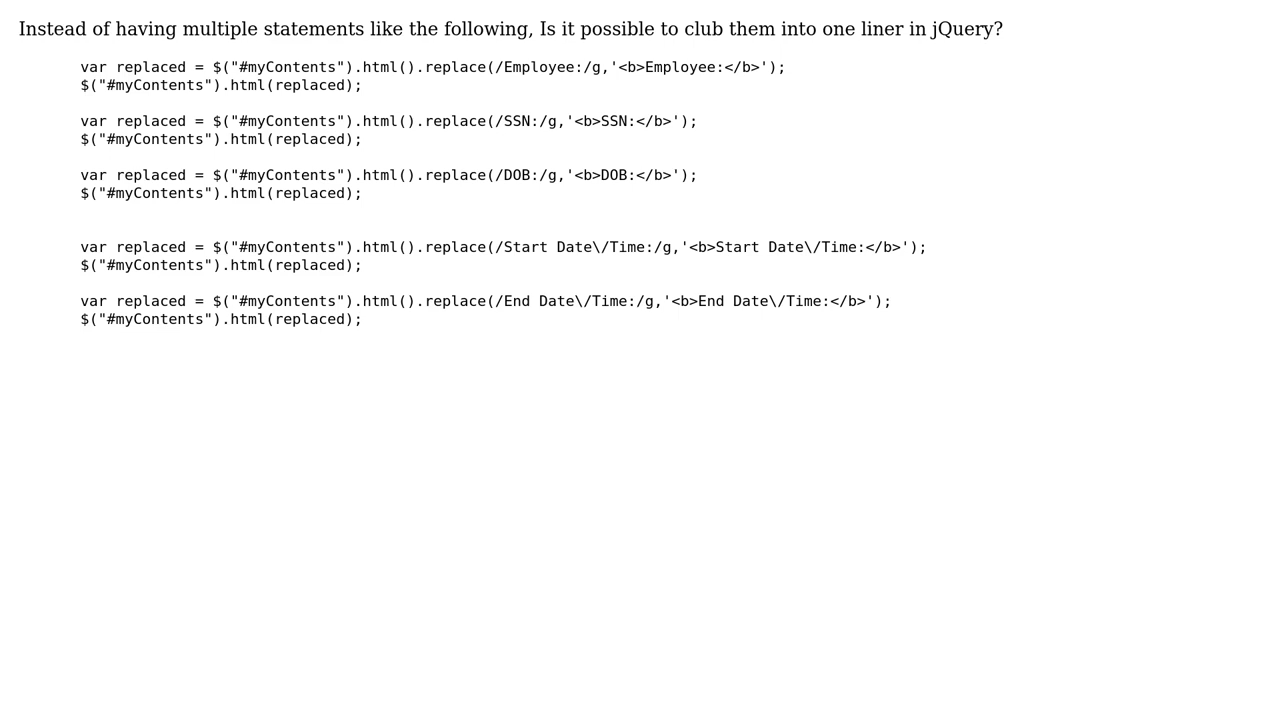 Instead of having multiple statements like the following, Is it possible to club them into one liner in jQuery?
var replaced = $("#myContents").html().replace(/Employee:/g,'<b>Employee:</b>');
$("#myContents").html(replaced);
var replaced = $("#myContents").html().replace(/SSN:/g,'<b>SSN:</b>');
$("#myContents").html(replaced);
var replaced = $("#myContents").html().replace(/DOB:/g,'<b>DOB:</b>');
$("#myContents").html(replaced);
var replaced = $("#myContents").html().replace(/Start Date\/Time:/g,'<b>Start Date\/Time:</b>');
$("#myContents").html(replaced);
var replaced = $("#myContents").html().replace(/End Date\/Time:/g,'<b>End Date\/Time:</b>');
$("#myContents").html(replaced);